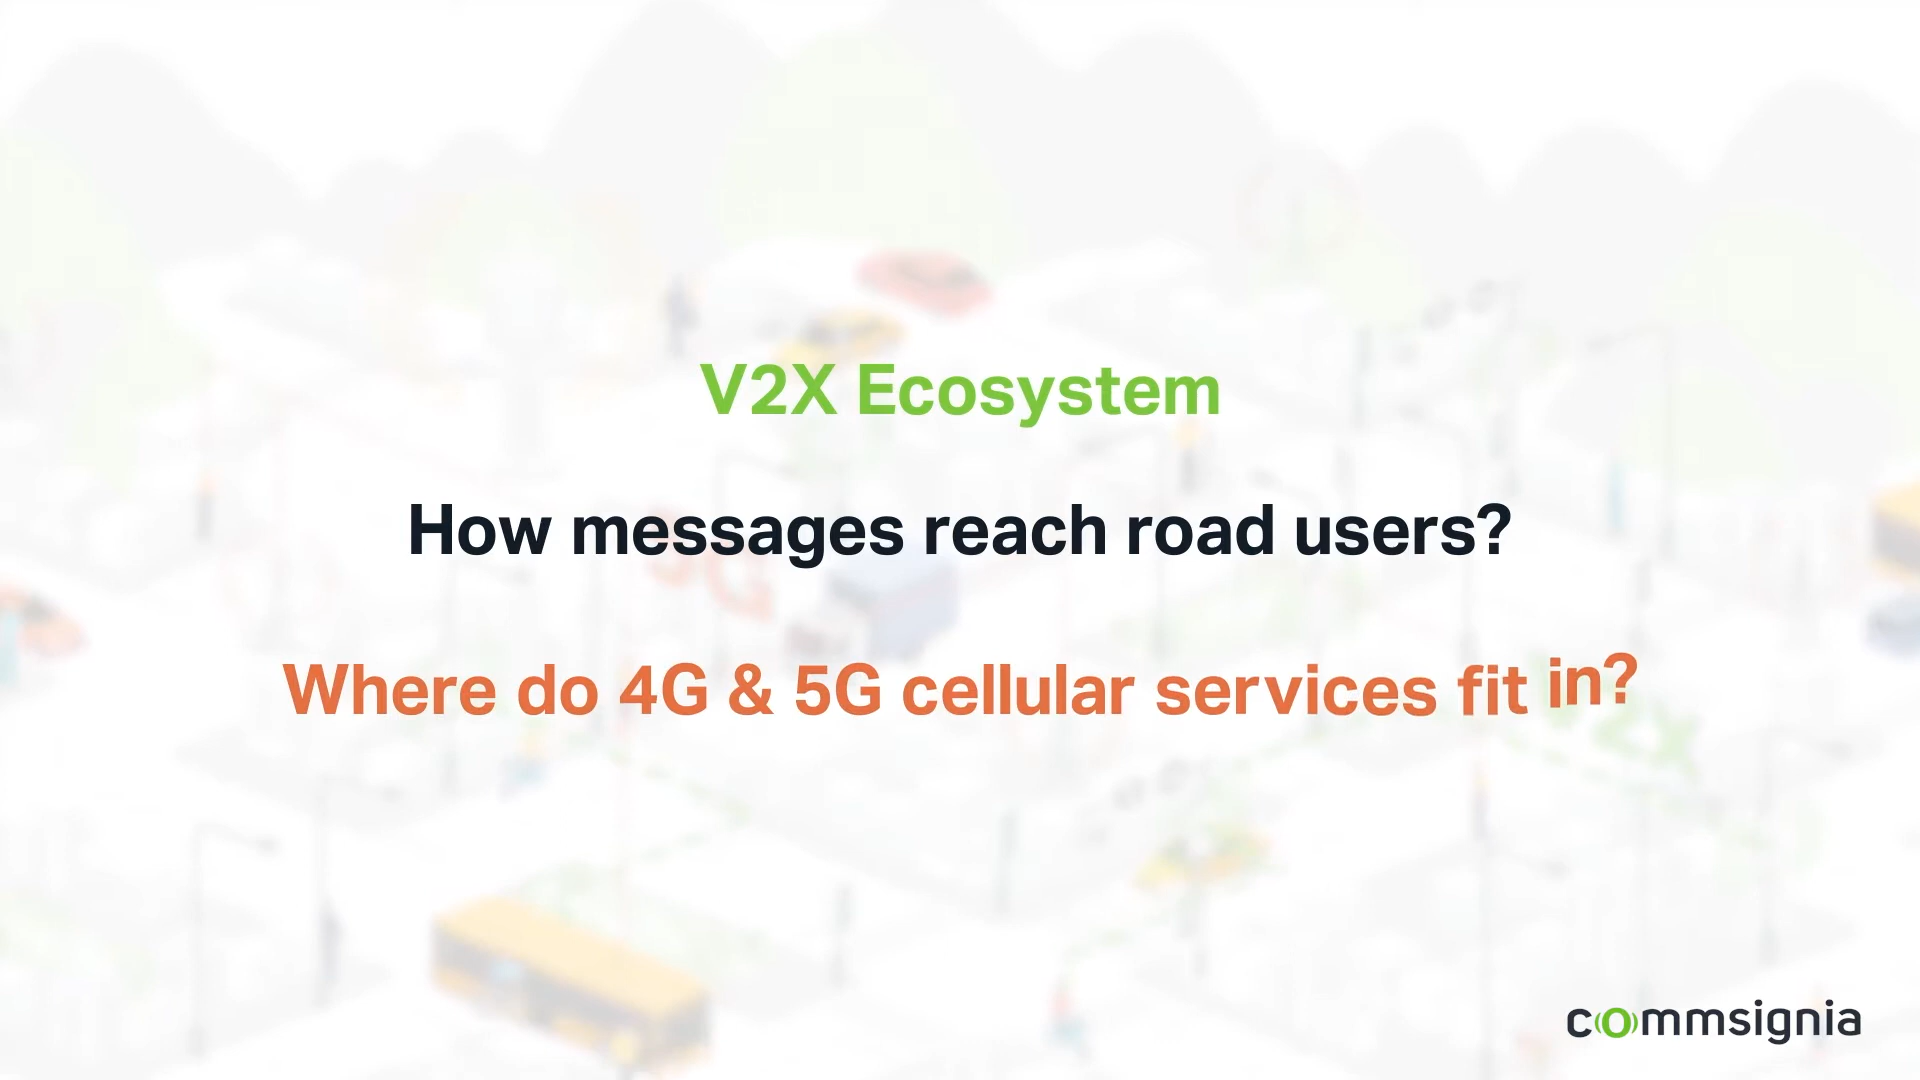 V2X Ecosystem
How messages reach road users?
Where do 4G & 5G cellular services fit in?
commsignia